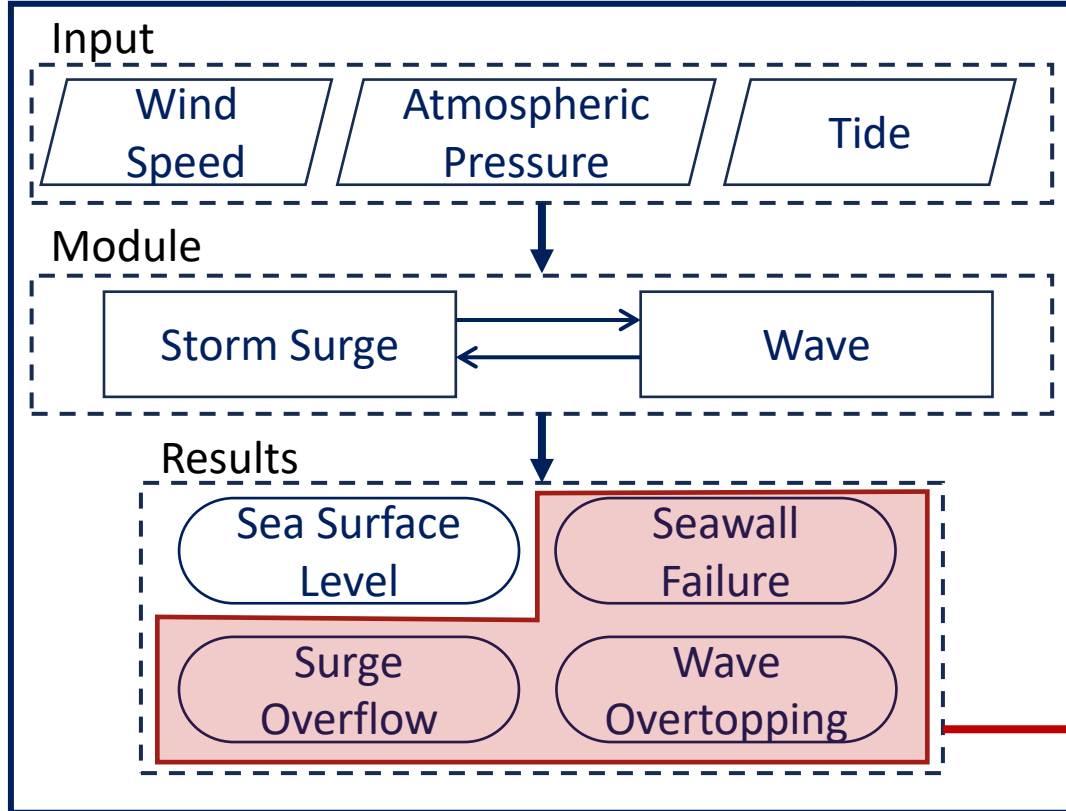 Input
Wind
Speed
Atmospheric
Pressure
Tide
Module
Storm Surge
Wave
Results
Sea Surface
Level
Seawall
Failure
Surge
Overflow
Wave
Overtopping